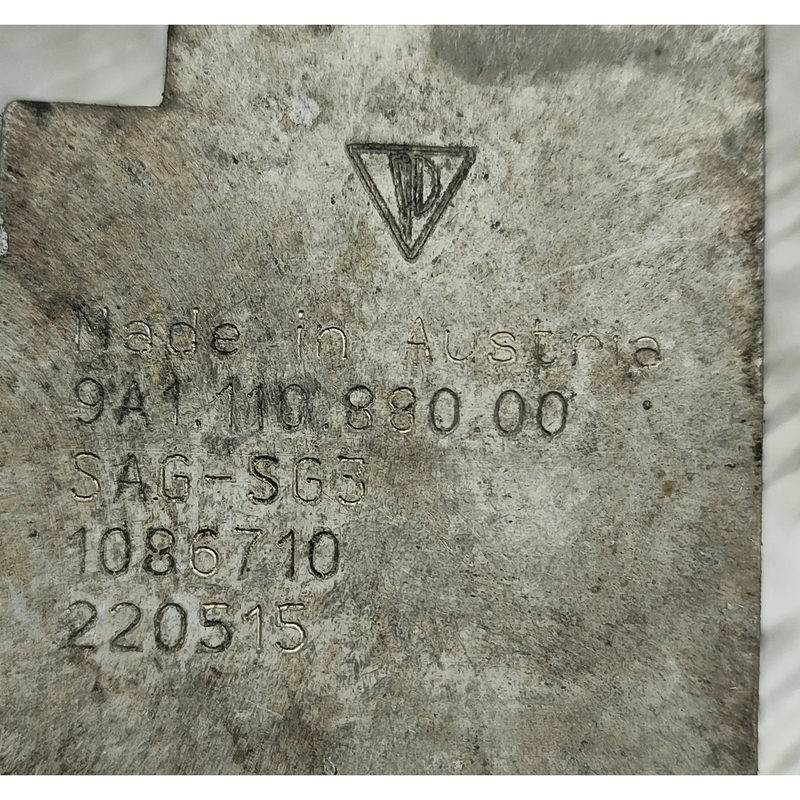 Made in Austria
9A1.110.880.00
SAG-SG3
1086710
220515